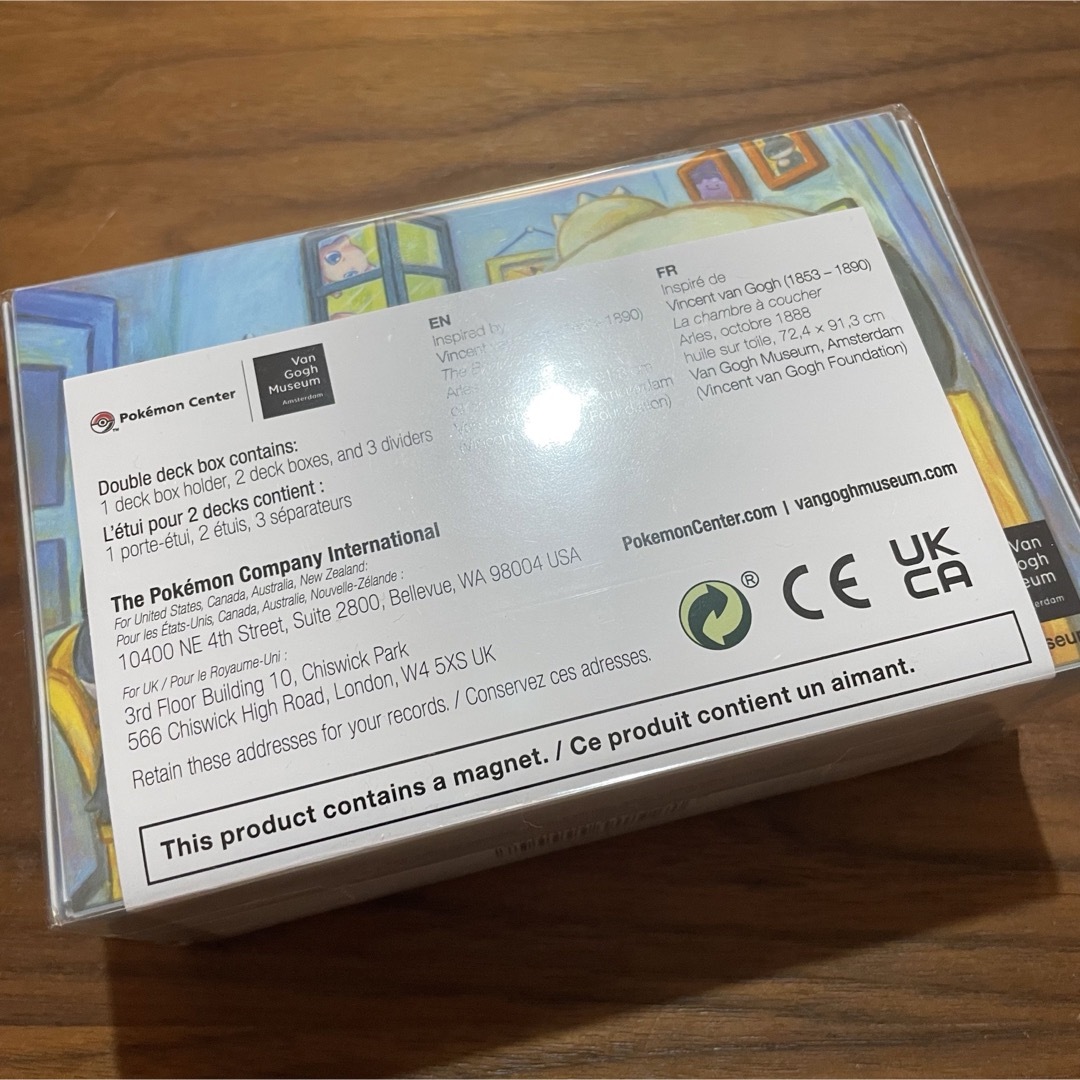 Pokémon Center
Van
Gogh
Museum
Amsterdam
EN
Inspired by
Vincent 1890)
The
Arles
FR
Inspiré de
Vincent van Gogh (1853 – 1890)
La chambre à coucher
Arles, octobre 1888
huile sur toile, 72,4 x 91,3 cm
Van Gogh Museum, Amsterdam
(Vincent van Gogh Foundation)
Double deck box contains:
1 deck box holder, 2 deck boxes, and 3 dividers
L'étui pour 2 decks contient :
1 porte-étui, 2 étuis, 3 séparateurs
The Pokémon Company International
For United States, Canada, Australia, New Zealand:
Pour les États-Unis, Canada, Australie, Nouvelle-Zélande :
10400 NE 4th Street, Suite 2800, Bellevue, WA 98004 USA
For UK / Pour le Royaume-Uni :
3rd Floor Building 10, Chiswick Park
566 Chiswick High Road, London, W4 5XS UK
Retain these addresses for your records. / Conservez ces adresses.
PokemonCenter.com | vangoghmuseum.com
® CE UK
CA
This product contains a magnet. / Ce produit contient un aimant.
Van